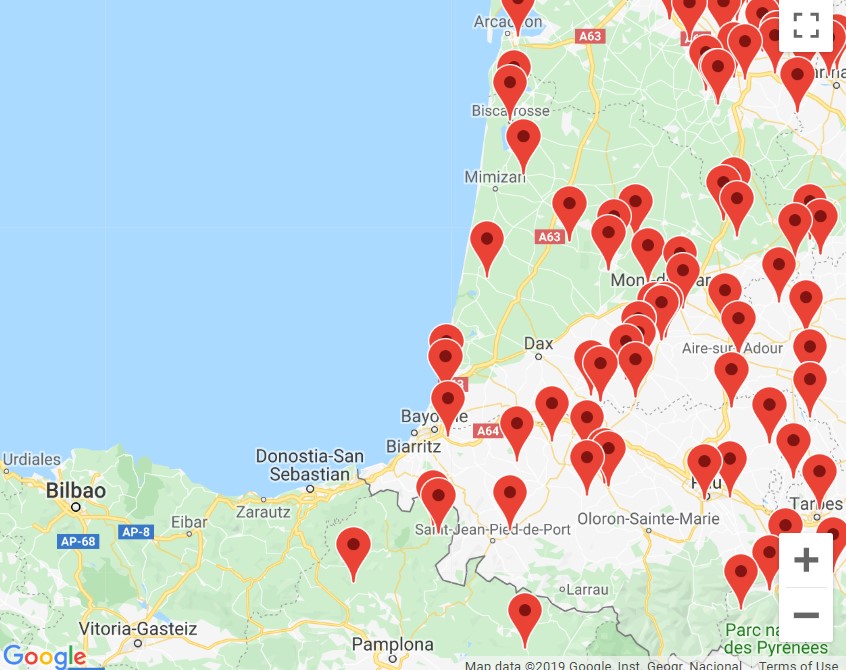 Arcachon
A63
Biscarrosse
Mimizan
A63
Mont-de-Marsan
Dax
Aire-sur-Adour
Bayonne
A64
Biarritz
Urdiales
Donostia-San
Sebastian
Bilbao
Zarautz
Pau
Tarbes
Eibar
AP-8
AP-68
Saint-Jean-Pied-de-Port
Oloron-Sainte-Marie
Larrau
Vitoria-Gasteiz
Pamplona
Parc na
des Pyrénées
Google
Map data ©2019 Google, Inst. Geogr. Nacional
Terms of Use